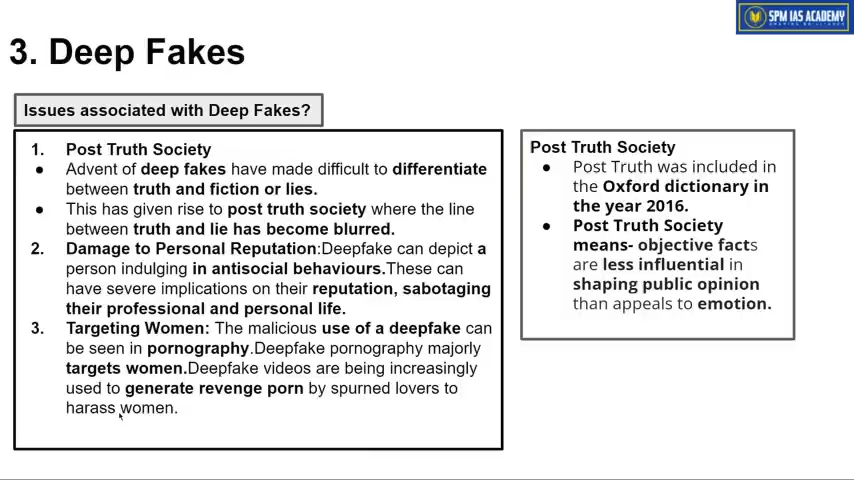 SPM IAS ACADEMY
3. Deep Fakes
Issues associated with Deep Fakes?
1. Post Truth Society
● Advent of deep fakes have made difficult to differentiate
between truth and fiction or lies.
● This has given rise to post truth society where the line
between truth and lie has become blurred.
2. Damage to Personal Reputation:Deepfake can depict a
person indulging in antisocial behaviours.These can
have severe implications on their reputation, sabotaging
their professional and personal life.
3. Targeting Women: The malicious use of a deepfake can
be seen in pornography.Deepfake pornography majorly
targets women.Deepfake videos are being increasingly
used to generate revenge porn by spurned lovers to
harass women.
Post Truth Society
● Post Truth was included in
the Oxford dictionary in
the year 2016.
● Post Truth Society
means- objective facts
are less influential in
shaping public opinion
than appeals to emotion.